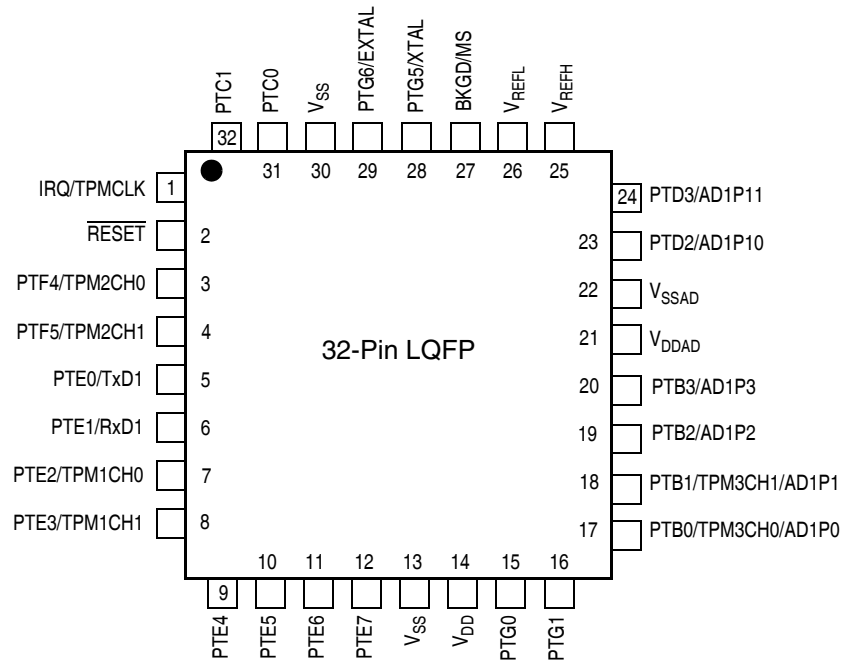 PTC1
PTC0
VSS
PTG6/EXTAL
PTG5/XTAL
BKGD/MS
VREFL
VREFH
32
31
30
29
28
27
26
25
IRQ/TPMCLK
1
RESET
2
PTF4/TPM2CH0
3
PTF5/TPM2CH1
4
PTE0/TxD1
5
PTE1/RxD1
6
PTE2/TPM1CH0
7
PTE3/TPM1CH1
8
32-Pin LQFP
24
PTD3/AD1P11
23
PTD2/AD1P10
22
VSSAD
21
VDDAD
20
PTB3/AD1P3
19
PTB2/AD1P2
18
PTB1/TPM3CH1/AD1P1
17
PTB0/TPM3CH0/AD1P0
9
10
11
12
13
14
15
16
PTE4
PTE5
PTE6
PTE7
VSS
VDD
PTG0
PTG1